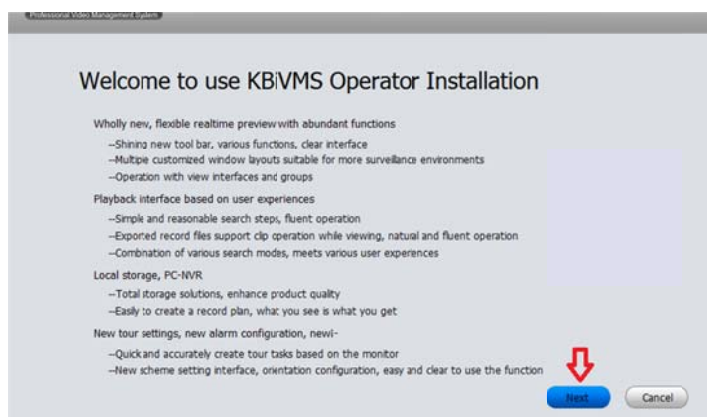 Professional Video Management System
Welcome to use KBiVMS Operator Installation
Wholly new, flexible realtime preview with abundant functions
--Shining new tool bar, various functions, clear interface
--Multiple customized window layouts suitable for more surveillance environments
--Operation with view interfaces and groups
Playback interface based on user experiences
--Simple and reasonable search steps, fluent operation
--Exported record files support clip operation while viewing, natural and fluent operation
--Combination of various search modes, meets various user experences
Local storage, PC-NVR
--Total storage solutions, enhance product quality
--Easily to create a record plan, what you see is what you get
New tour settings, new alarm configuration, newi-
--Quick and accurately create tour tasks based on the monitor
--New scheme setting interface, orientation configuration, easy and clear to use the function
Next
Cancel